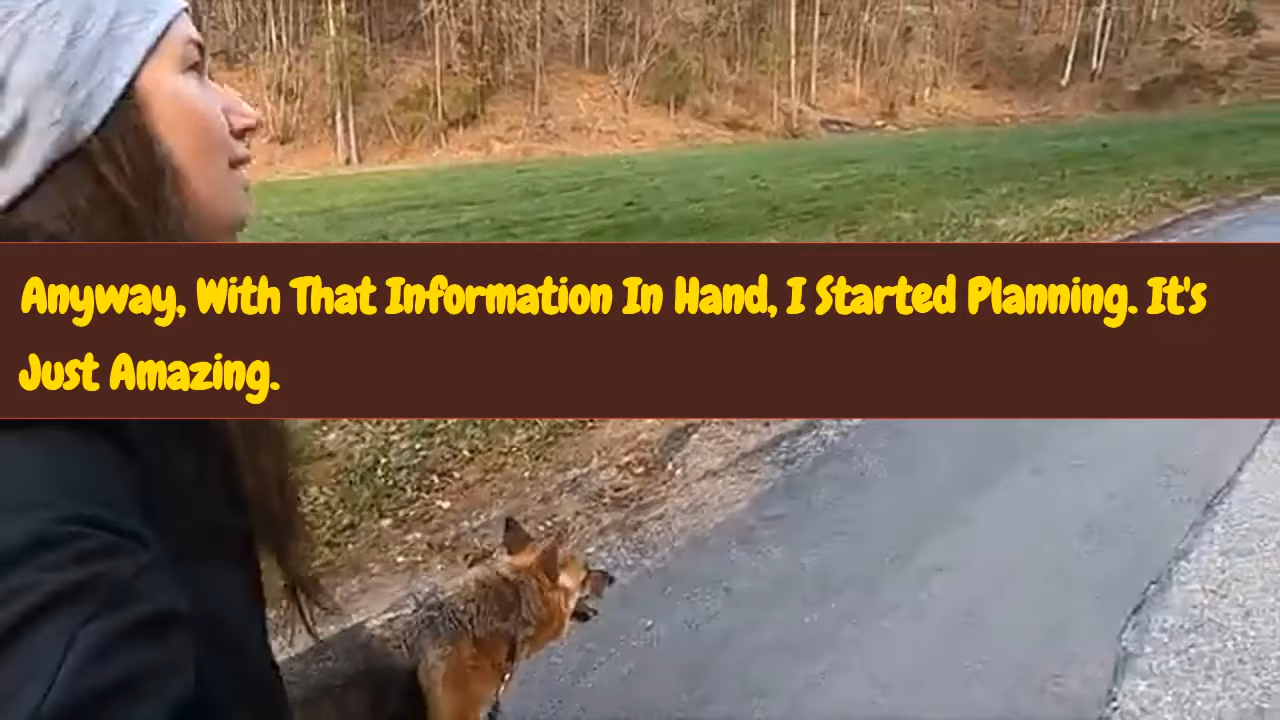 Anyway, With That Information In Hand, I Started Planning. It's
Just Amazing.